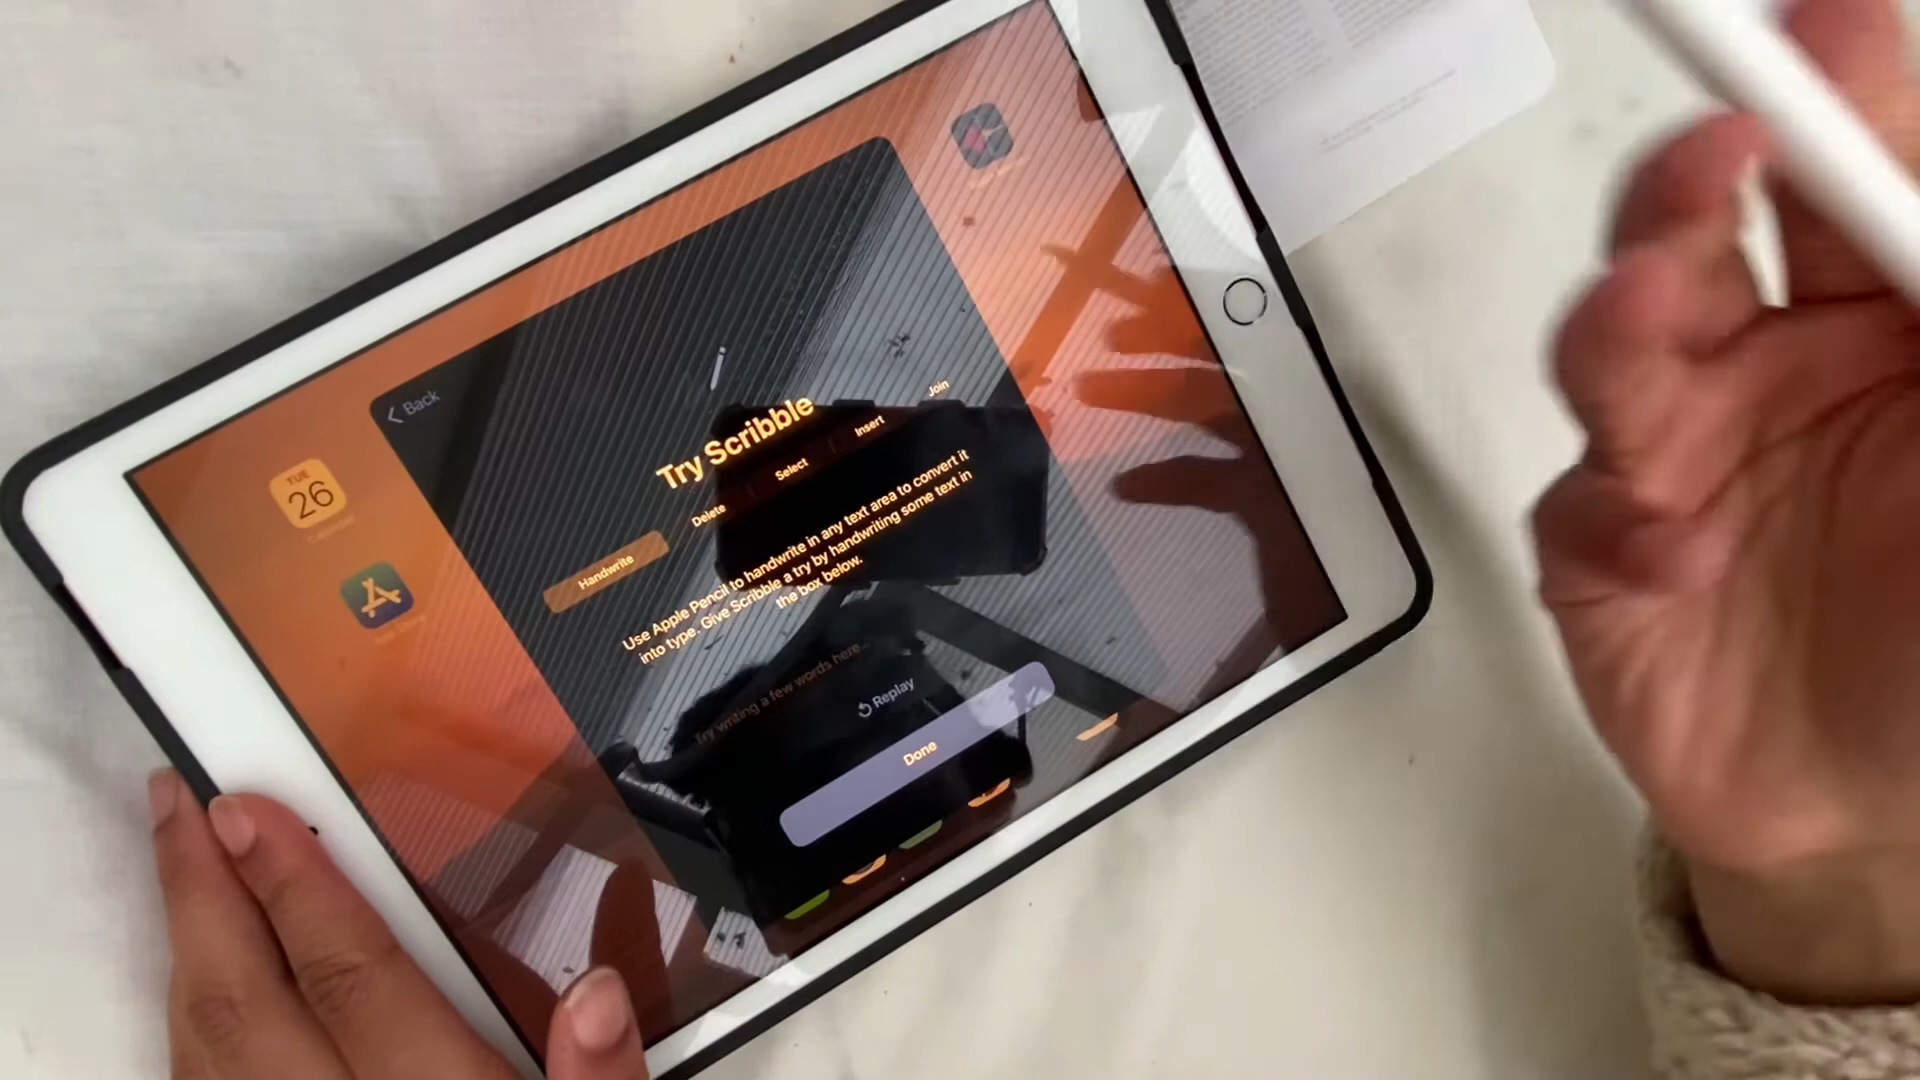 Back
Try Scribble
Handwrite Delete Select Insert Join
Use Apple Pencil to handwrite in any text area to convert it
into type. Give Scribble a try by handwriting some text in
the box below.
Try writing a few words here...
Replay
Done
TUE
26